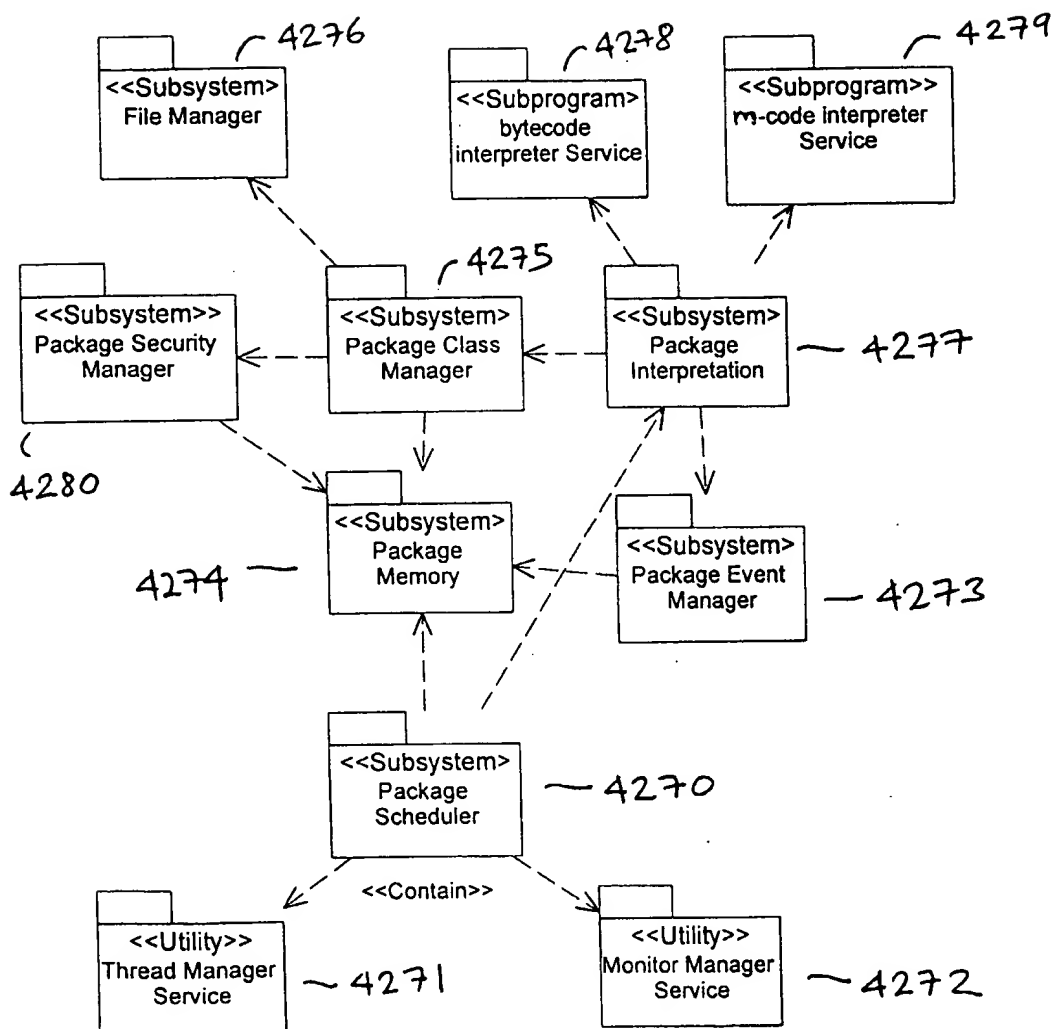 4276
4278
4279
<<Subsystem>
File Manager
<<Subprogram>
bytecode
interpreter Service
<<Subprogram>>
m-code interpreter
Service
4275
<<Subsystem>>
Package Security
Manager
<<Subsystem>
Package Class
Manager
<<Subsystem>
Package
Interpretation
4277
4280
<<Subsystem>
Package
Memory
4274
<<Subsystem>
Package Event
Manager
4273
<<Subsystem>
Package
Scheduler
4270
<<Contain>>
<<Utility>>
Thread Manager
Service
4271
<<Utility>>
Monitor Manager
Service
4272